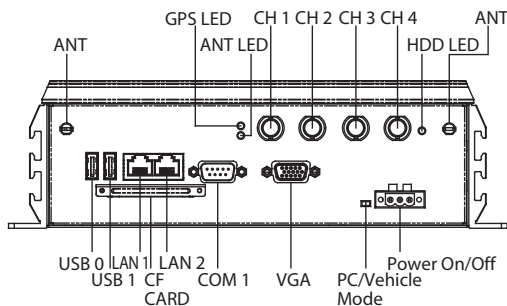 GPS LED CH 1 CH 2 CH 3 CH 4 ANT
ANT ANT LED HDD LED
USB 0 LAN 1 LAN 2 COM 1 VGA Power On/Off
USB 1 CF PC/Vehicle
CARD Mode